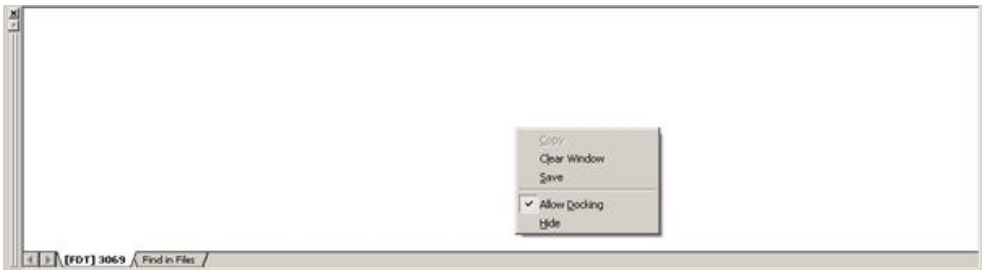 Copy
Clear Window
Save
Allow Docking
Hide
[FDT] 3069 Find in Files